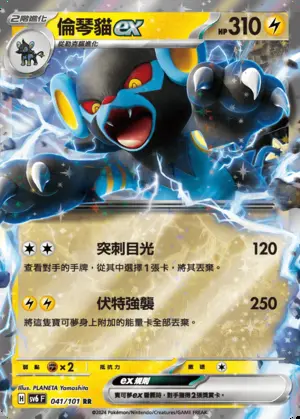 2階進化
倫琴貓ex
HP310
從勒克貓進化
突刺目光 120
查看對手的手牌,從其中選擇1張卡,將其丟棄。
伏特強襲 250
將這隻寶可夢身上附加的能量卡全部丟棄。
弱點 ×2 抵抗力 撤退
Illus. PLANETA Yamashita
ex規則
H SV6 F 041/101 RR
寶可夢ex昏厥時,對手獲得2張獎賞卡。
©2024 Pokémon/Nintendo/Creatures/GAME FREAK